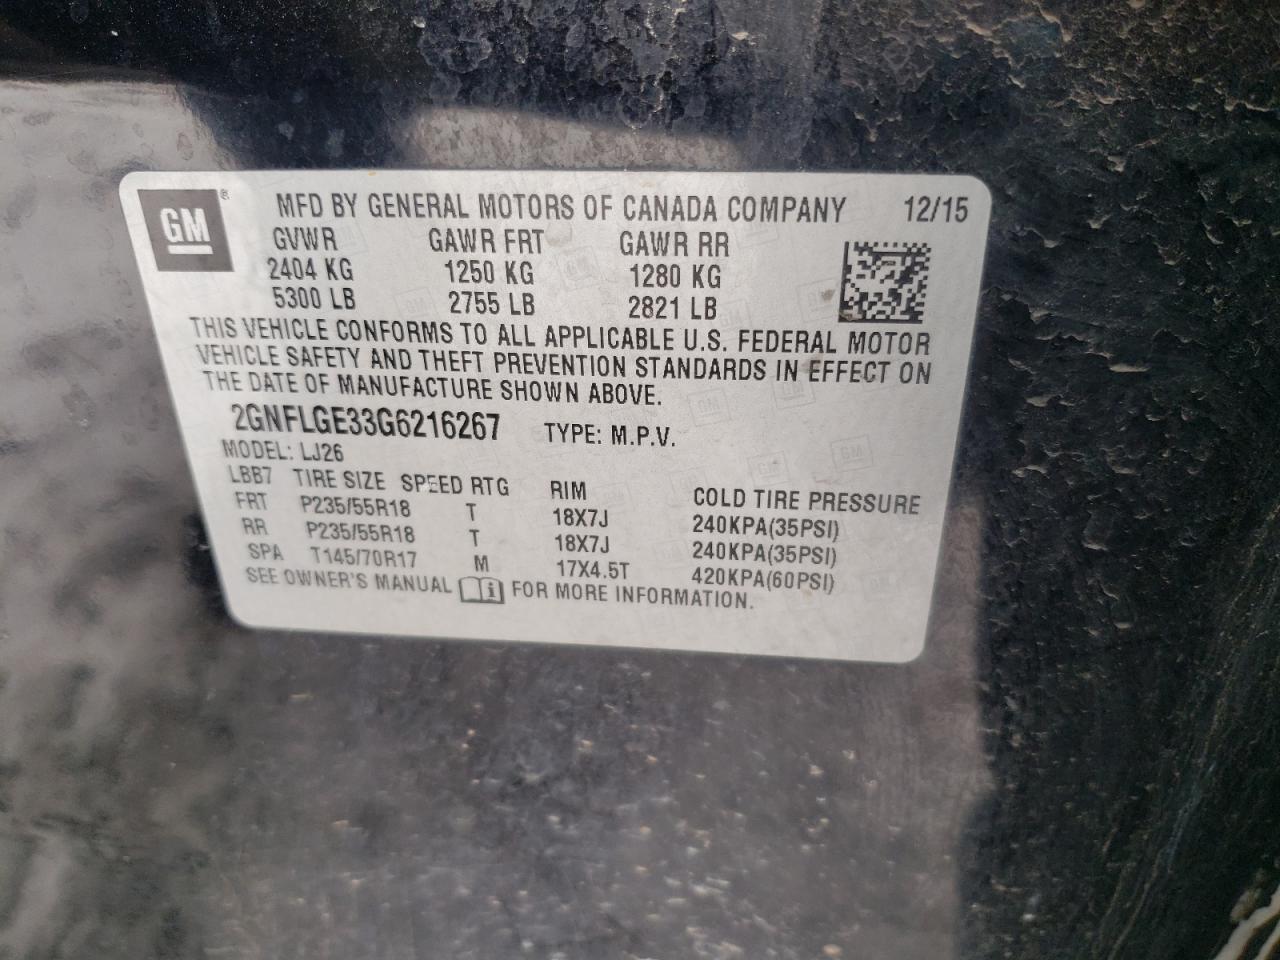 GM ® MFD BY GENERAL MOTORS OF CANADA COMPANY 12/15
GVWR GAWR FRT GAWR RR
2404 KG 1250 KG 1280 KG
5300 LB 2755 LB 2821 LB
THIS VEHICLE CONFORMS TO ALL APPLICABLE U.S. FEDERAL MOTOR
VEHICLE SAFETY AND THEFT PREVENTION STANDARDS IN EFFECT ON
THE DATE OF MANUFACTURE SHOWN ABOVE.
2GNFLGE33G6216267 TYPE: M.P.V.
MODEL: LJ26
LBB7 TIRE SIZE SPEED RTG RIM COLD TIRE PRESSURE
FRT P235/55R18 T 18X7J 240KPA(35PSI)
RR P235/55R18 T 18X7J 240KPA(35PSI)
SPA T145/70R17 M 17X4.5T 420KPA(60PSI)
SEE OWNER'S MANUAL i FOR MORE INFORMATION.